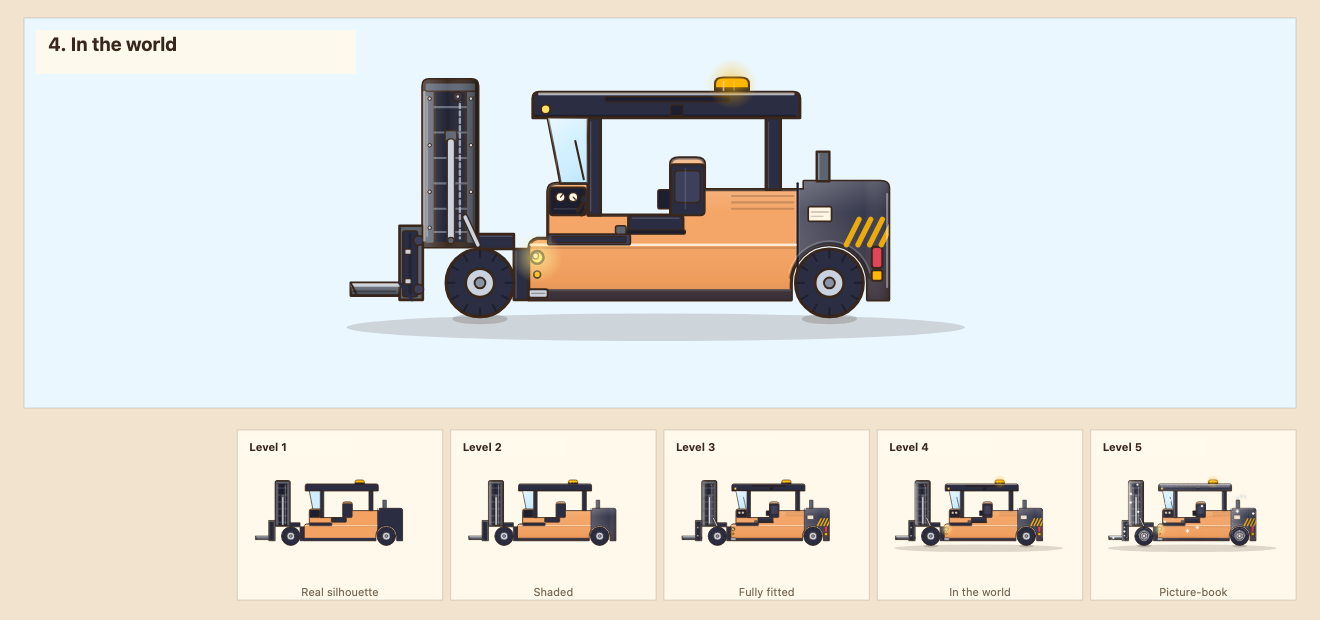 4. In the world
Level 1
Level 2
Level 3
Level 4
Level 5
Real silhouette
Shaded
Fully fitted
In the world
Picture-book